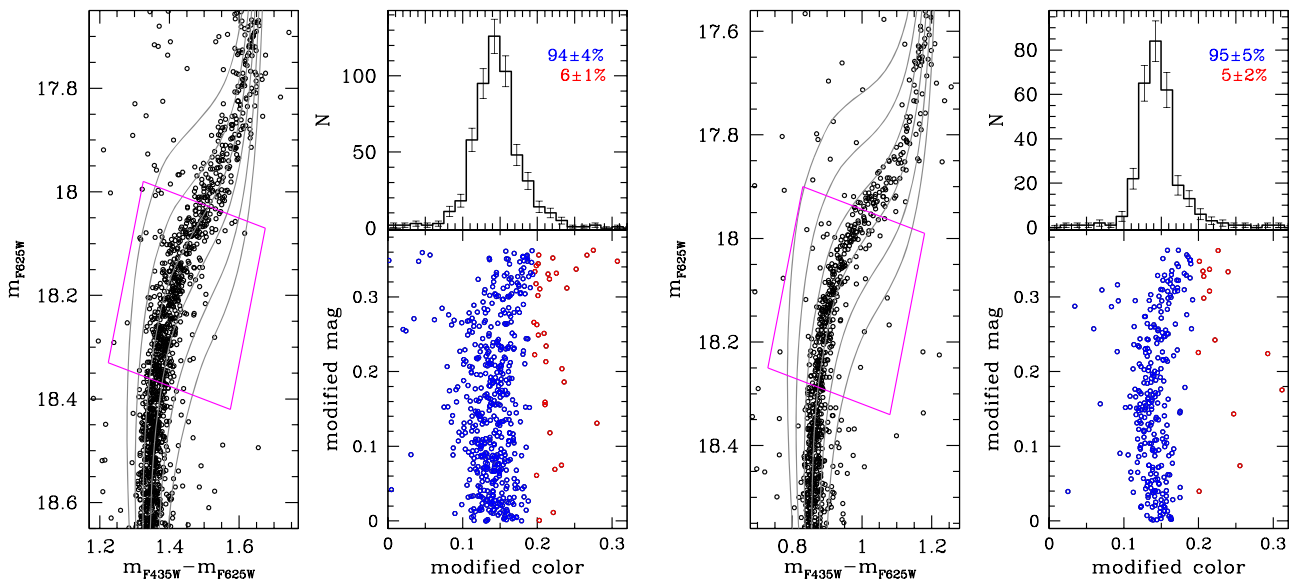 17.8
18
18.2
18.4
18.6
m_F625W
1.2 1.4 1.6
m_F435W−m_F625W
100
50
0
N
94±4%
6±1%
0.3
0.2
0.1
0
modified mag
0 0.1 0.2 0.3
modified color
17.6
17.8
18
18.2
18.4
m_F625W
0.8 1 1.2
m_F435W−m_F625W
80
60
40
20
0
N
95±5%
5±2%
0.3
0.2
0.1
0
modified mag
0 0.1 0.2 0.3
modified color